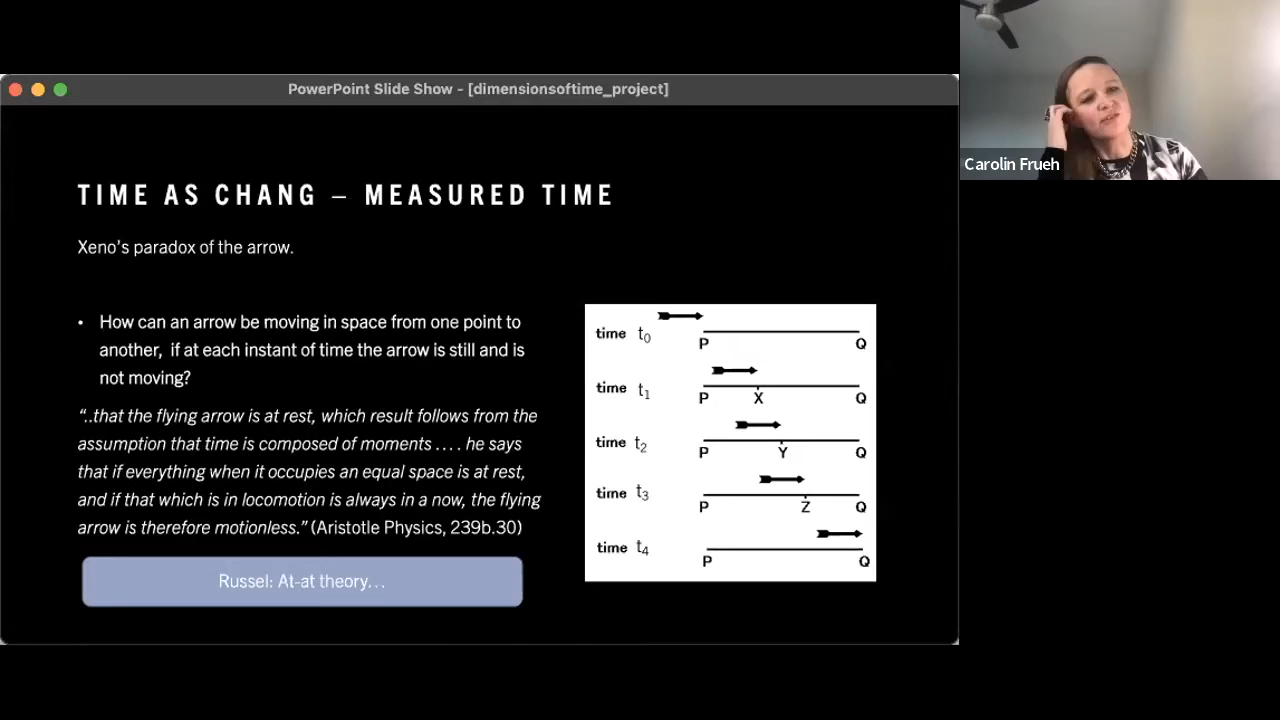 PowerPoint Slide Show - [dimensionsoftime_project]
Carolin Frueh
TIME AS CHANG – MEASURED TIME
Xeno's paradox of the arrow.
• How can an arrow be moving in space from one point to
another, if at each instant of time the arrow is still and is
not moving?
“..that the flying arrow is at rest, which result follows from the
assumption that time is composed of moments . . . . he says
that if everything when it occupies an equal space is at rest,
and if that which is in locomotion is always in a now, the flying
arrow is therefore motionless.” (Aristotle Physics, 239b.30)
Russel: At-at theory…
time t0
P Q
time t1
P X Q
time t2
P Y Q
time t3
P Z Q
time t4
P Q